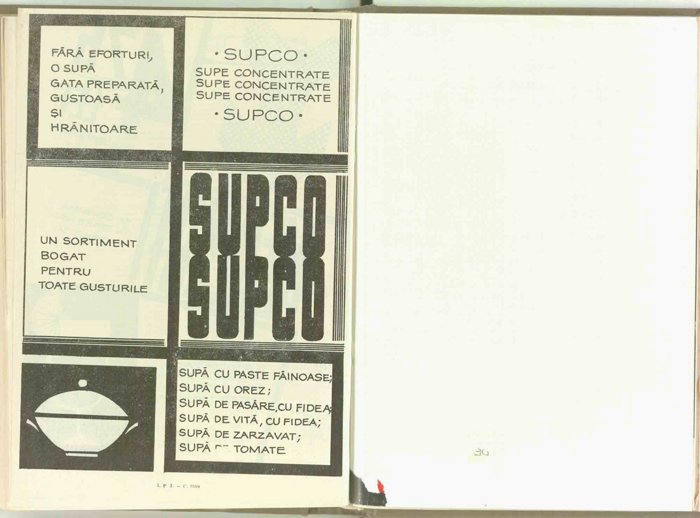 FĂRĂ EFORTURI,
O SUPĂ
GATA PREPARATĂ,
GUSTOASĂ
ȘI
HRĂNITOARE
· SUPCO ·
SUPE CONCENTRATE
SUPE CONCENTRATE
SUPE CONCENTRATE
· SUPCO ·
UN SORTIMENT
BOGAT
PENTRU
TOATE GUSTURILE
SUPCO
SUPCO
SUPĂ CU PASTE FĂINOASE;
SUPĂ CU OREZ;
SUPĂ DE PASĂRE, CU FIDEA;
SUPĂ DE VITĂ, CU FIDEA;
SUPĂ DE ZARZAVAT;
SUPĂ DE TOMATE